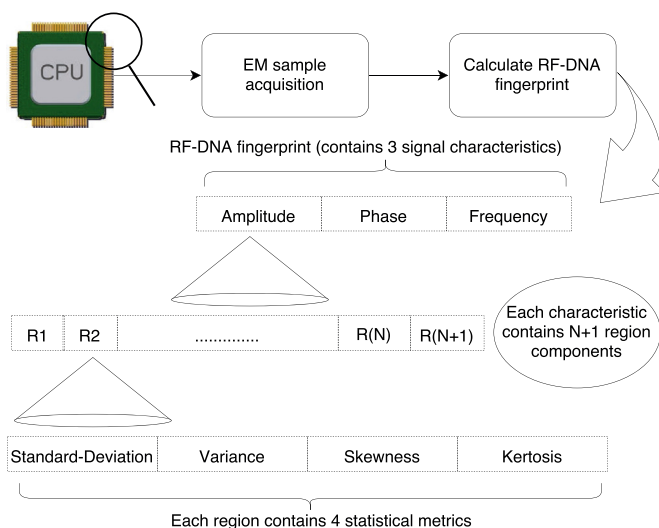 CPU
EM sample
acquisition
Calculate RF-DNA
fingerprint
RF-DNA fingerprint (contains 3 signal characteristics)
Amplitude Phase Frequency
R1 R2 .............. R(N) R(N+1)
Each characteristic
contains N+1 region
components
Standard-Deviation Variance Skewness Kertosis
Each region contains 4 statistical metrics